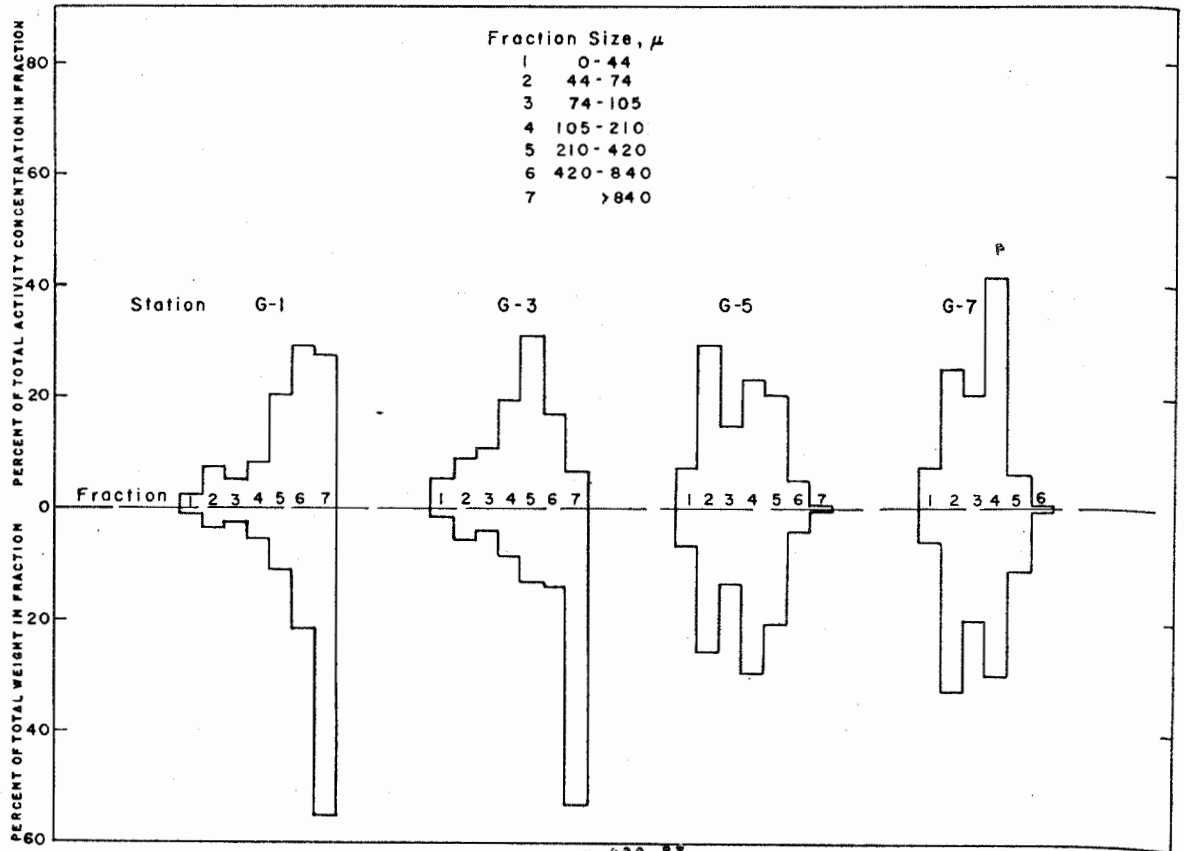 PERCENT OF TOTAL ACTIVITY CONCENTRATION IN FRACTION
PERCENT OF TOTAL WEIGHT IN FRACTION
80
60
40
20
0
20
40
60
Fraction Size, μ
1 0-44
2 44-74
3 74-105
4 105-210
5 210-420
6 420-840
7 >840
Station G-1 G-3 G-5 G-7
β
Fraction 1 2 3 4 5 6 7 1 2 3 4 5 6 7 1 2 3 4 5 6 7 1 2 3 4 5 6